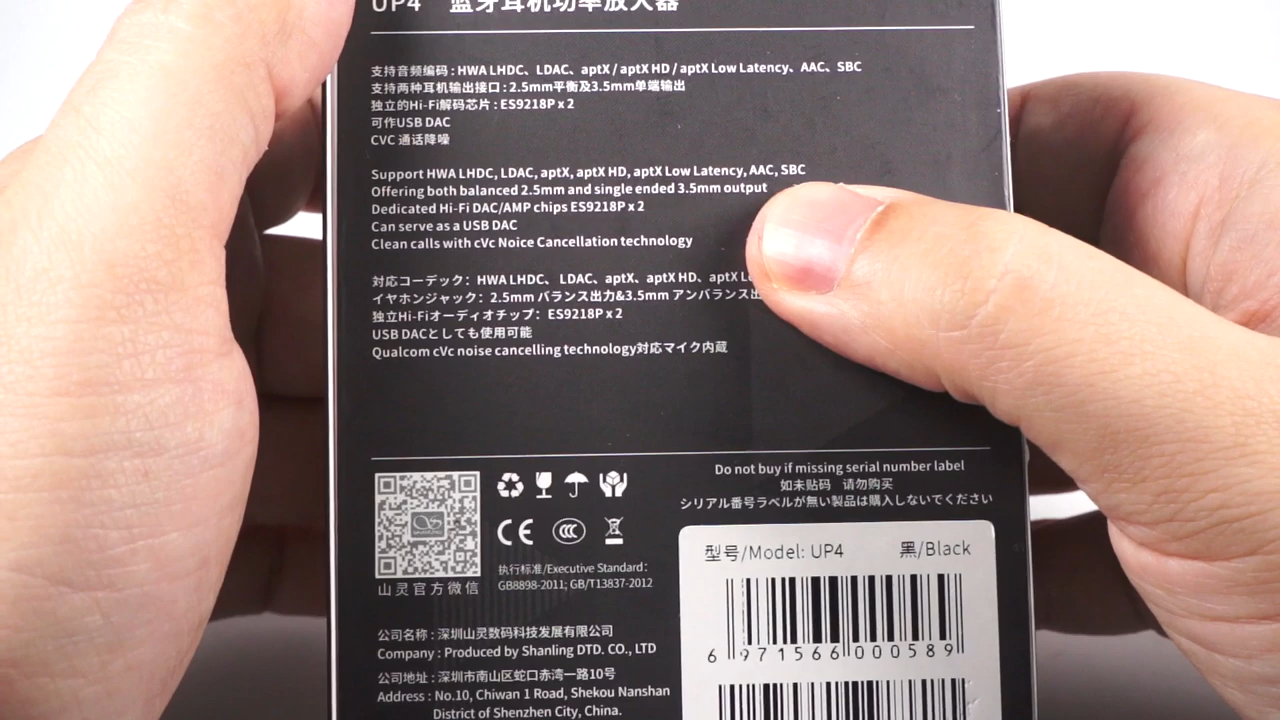 UP4 蓝牙耳机功率放大器
支持音频编码 : HWA LHDC、LDAC、aptX / aptX HD / aptX Low Latency、AAC、SBC
支持两种耳机输出接口 : 2.5mm平衡及3.5mm单端输出
独立的Hi-Fi解码芯片 : ES9218P x 2
可作USB DAC
CVC 通话降噪
Support HWA LHDC, LDAC, aptX, aptX HD, aptX Low Latency, AAC, SBC
Offering both balanced 2.5mm and single ended 3.5mm output
Dedicated Hi-Fi DAC/AMP chips ES9218P x 2
Can serve as a USB DAC
Clean calls with cVc Noice Cancellation technology
対応コーデック： HWA LHDC、 LDAC、aptX、aptX HD、aptX
イヤホンジャック： 2.5mm バランス出力&3.5mm アンバランス出
独立Hi-Fiオーディオチップ： ES9218P x 2
USB DACとしても使用可能
Qualcom cVc noise cancelling technology対応マイク内蔵
Do not buy if missing serial number label
如未贴码 请勿购买
シリアル番号ラベルが無い製品は購入しないでください
SHANLING
CE CCC
山灵官方微信
执行标准/Executive Standard：
GB8898-2011; GB/T13837-2012
型号/Model: UP4 黑/Black
6 971566 000589
公司名称 : 深圳山灵数码科技发展有限公司
Company : Produced by Shanling DTD. CO., LTD
公司地址 : 深圳市南山区蛇口赤湾一路10号
Address : No.10, Chiwan 1 Road, Shekou Nanshan
District of Shenzhen City, China.